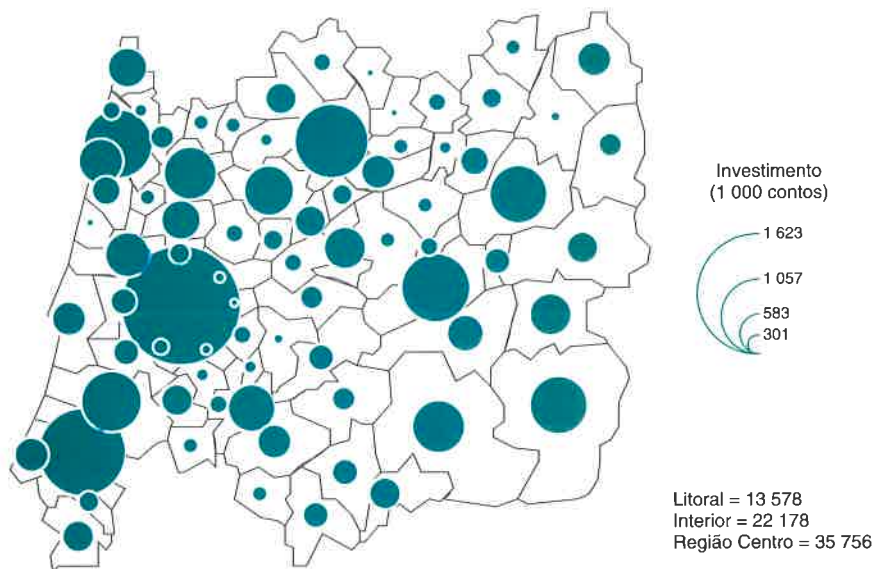 Investimento
(1 000 contos)
1 623
1 057
583
301
Litoral = 13 578
Interior = 22 178
Região Centro = 35 756